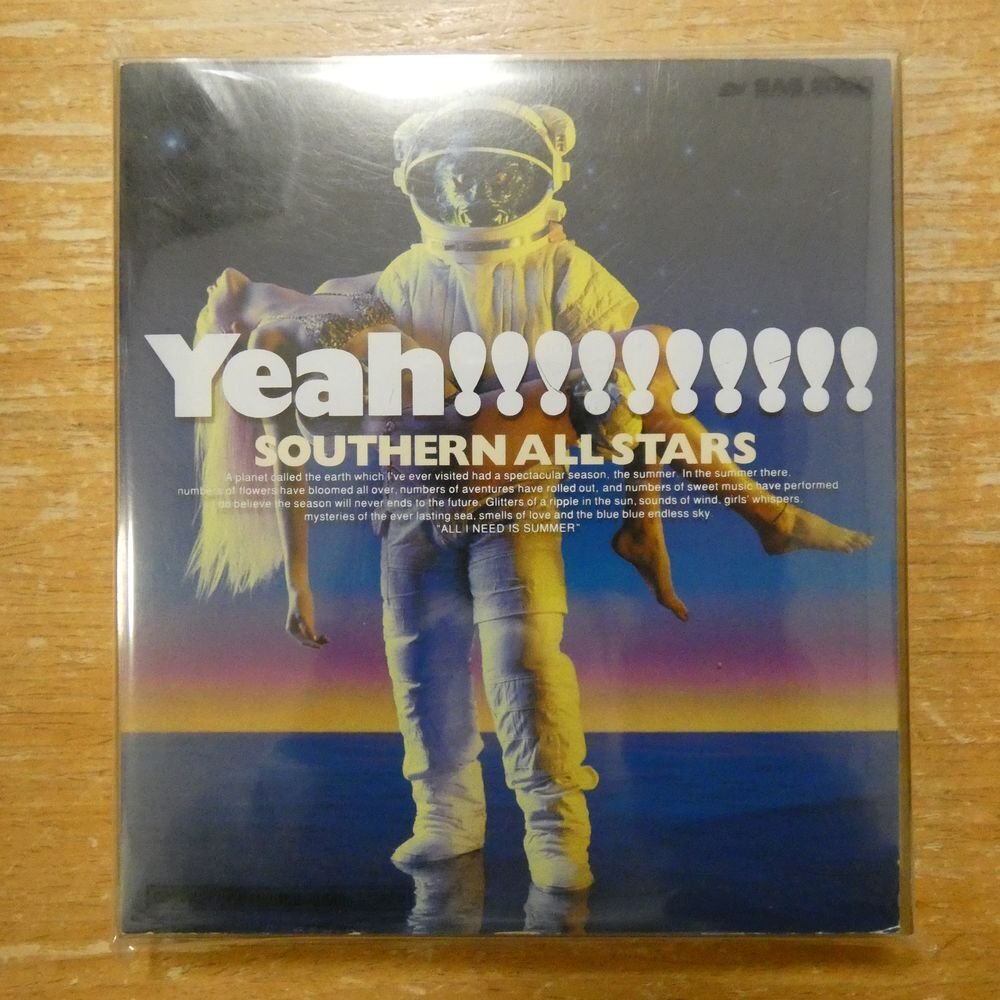 Yeah!!!!!!!!!!
SOUTHERN ALL STARS
A planet called the earth which I've ever visited had a spectacular season, the summer. In the summer there,
numbers of flowers have bloomed all over, numbers of aventures have rolled out, and numbers of sweet music have performed
do believe the season will never ends to the future. Glitters of a ripple in the sun, sounds of wind, girls' whispers,
mysteries of the ever lasting sea, smells of love and the blue blue endless sky.
"ALL I NEED IS SUMMER"